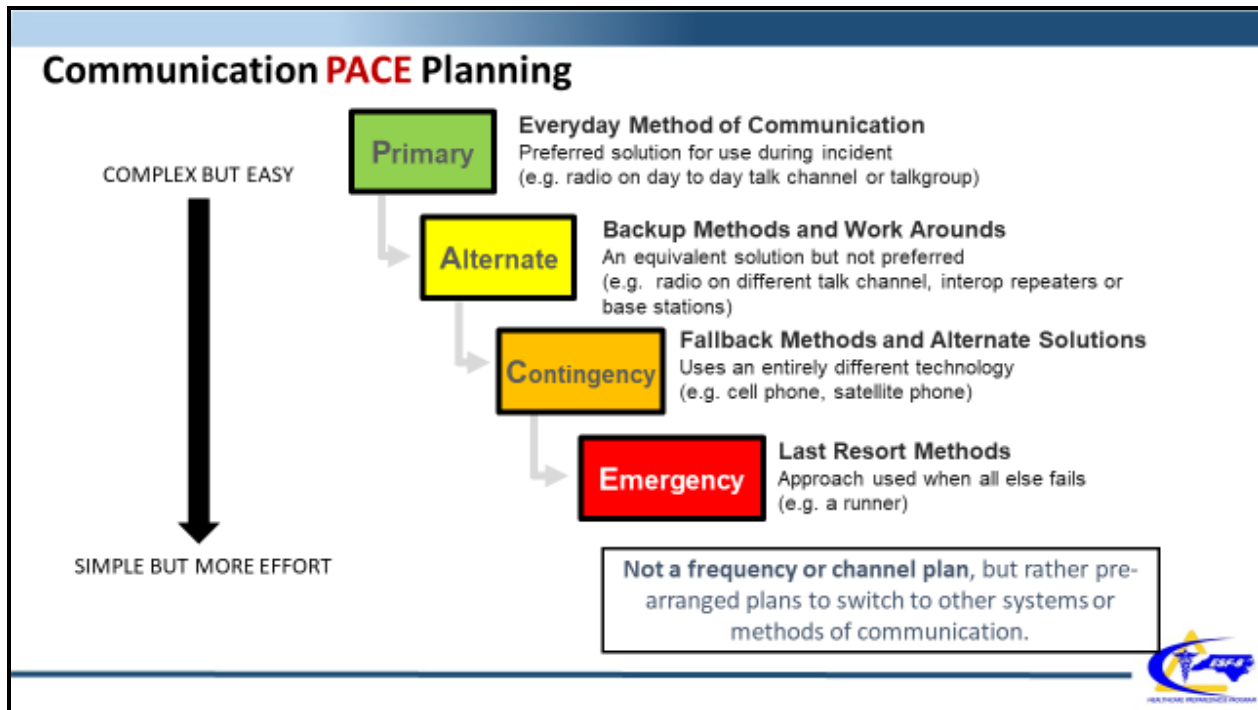 Communication PACE Planning
COMPLEX BUT EASY
SIMPLE BUT MORE EFFORT
Primary
Everyday Method of Communication
Preferred solution for use during incident
(e.g. radio on day to day talk channel or talkgroup)
Alternate
Backup Methods and Work Arounds
An equivalent solution but not preferred
(e.g. radio on different talk channel, interop repeaters or
base stations)
Contingency
Fallback Methods and Alternate Solutions
Uses an entirely different technology
(e.g. cell phone, satellite phone)
Emergency
Last Resort Methods
Approach used when all else fails
(e.g. a runner)
Not a frequency or channel plan, but rather pre-
arranged plans to switch to other systems or
methods of communication.
ESF-8
HEALTHCARE PREPAREDNESS PROGRAM